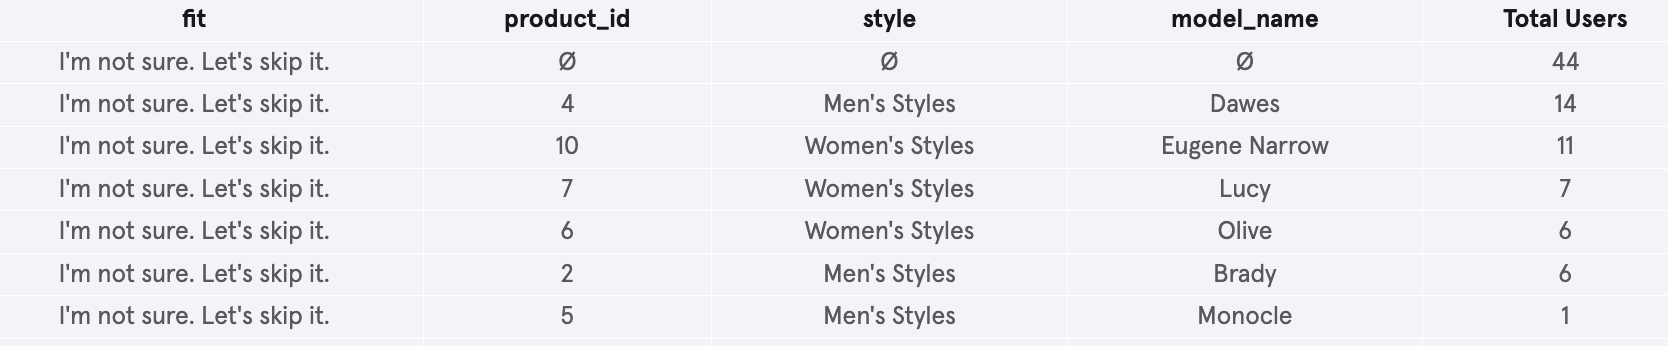 fit product_id style model_name Total Users
I'm not sure. Let's skip it. Ø Ø Ø 44
I'm not sure. Let's skip it. 4 Men's Styles Dawes 14
I'm not sure. Let's skip it. 10 Women's Styles Eugene Narrow 11
I'm not sure. Let's skip it. 7 Women's Styles Lucy 7
I'm not sure. Let's skip it. 6 Women's Styles Olive 6
I'm not sure. Let's skip it. 2 Men's Styles Brady 6
I'm not sure. Let's skip it. 5 Men's Styles Monocle 1